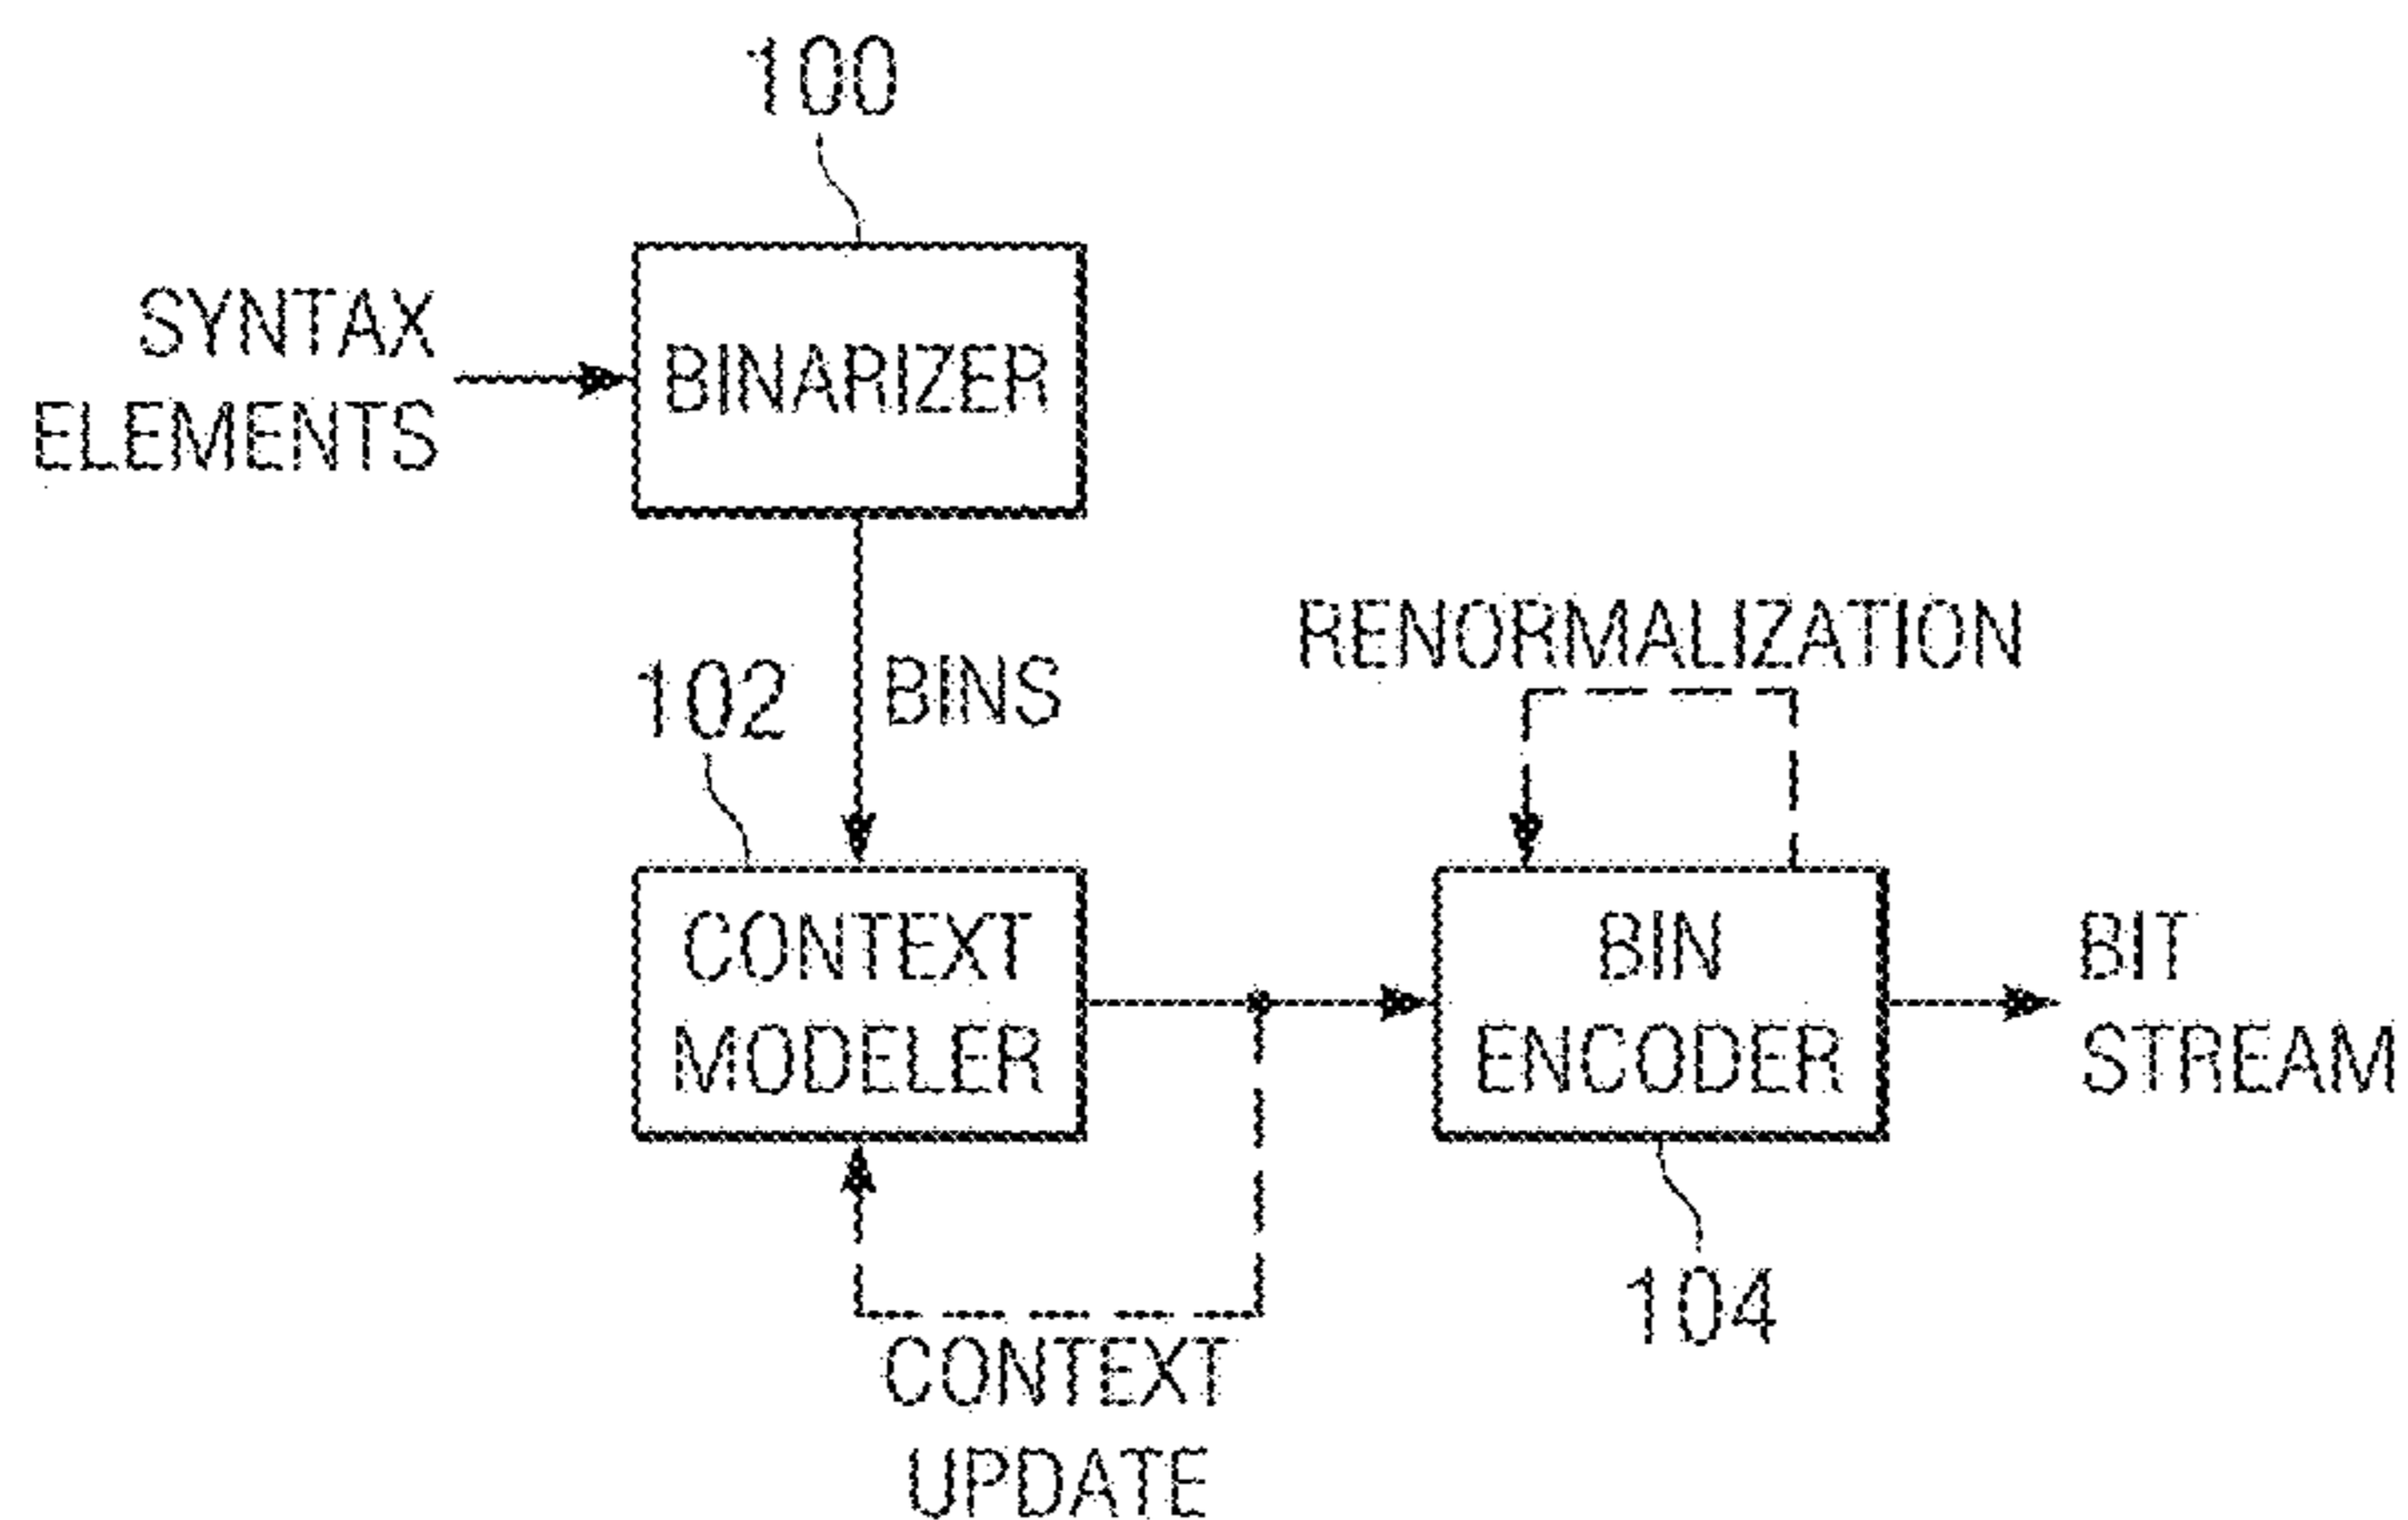 100
SYNTAX
ELEMENTS
BINARIZER
102
BINS
RENORMALIZATION
CONTEXT
MODELER
BIN
ENCODER
BIT
STREAM
104
CONTEXT
UPDATE